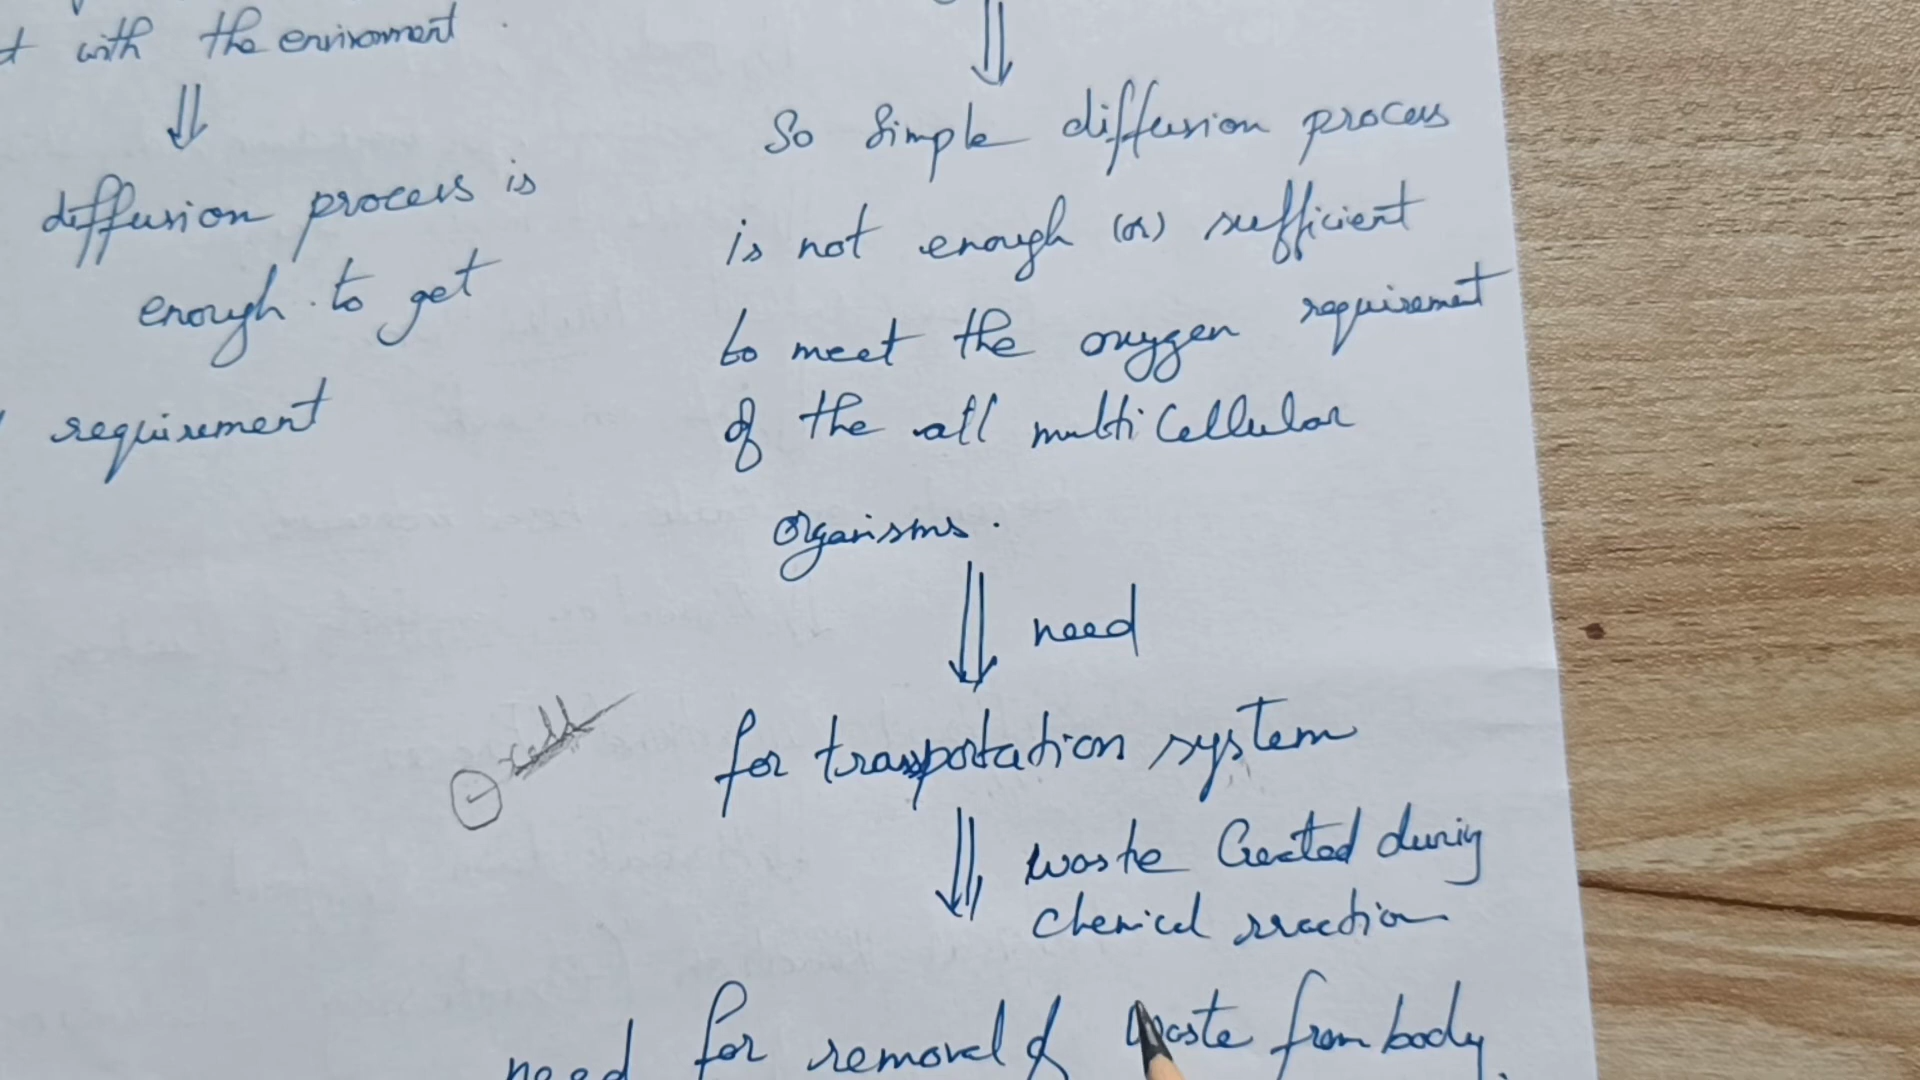 with the enviroment .
⇓
diffusion process is
enough to get
requirement
⇓
So Simple diffusion process
is not enough (or) sufficient
to meet the oxygen requirement
of the all multicellular
organisms.
⇓ need
for transportation system
⇓ waste Created during
chemical reaction
need for removal of waste from body.